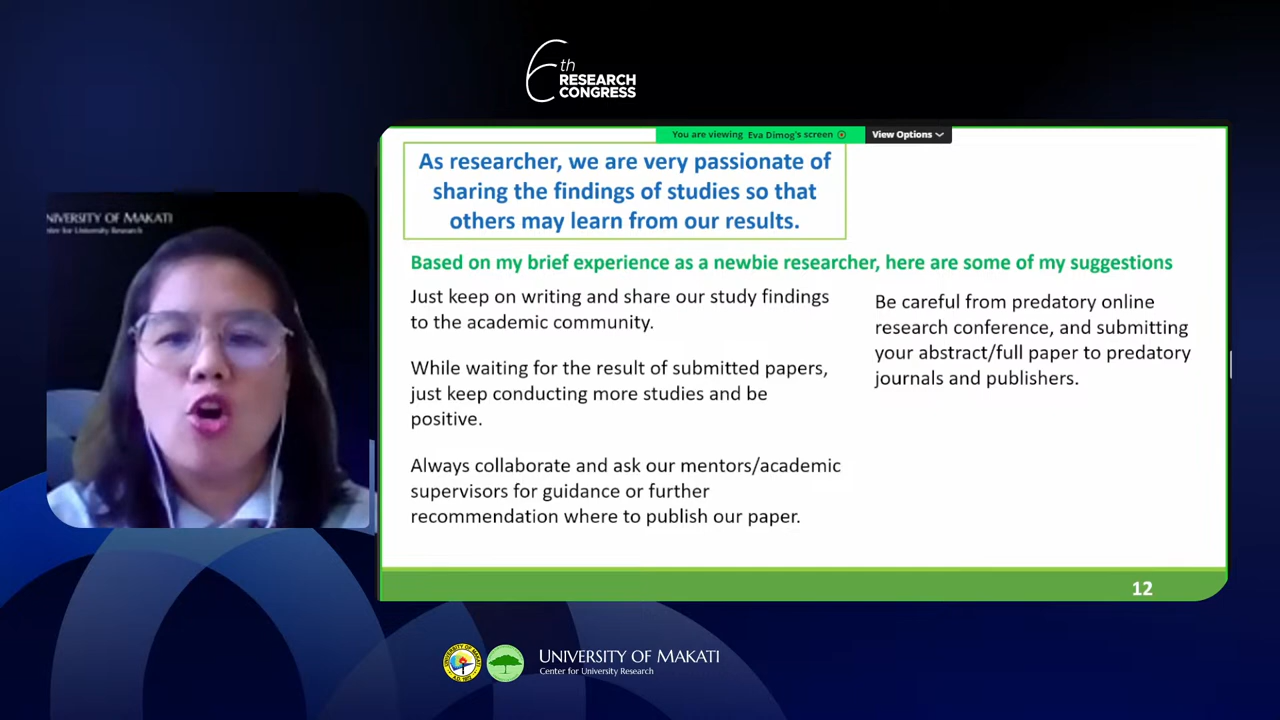 6th
RESEARCH
CONGRESS
You are viewing Eva Dimog's screen
View Options
As researcher, we are very passionate of
sharing the findings of studies so that
others may learn from our results.
Based on my brief experience as a newbie researcher, here are some of my suggestions
Just keep on writing and share our study findings
to the academic community.
While waiting for the result of submitted papers,
just keep conducting more studies and be
positive.
Always collaborate and ask our mentors/academic
supervisors for guidance or further
recommendation where to publish our paper.
Be careful from predatory online
research conference, and submitting
your abstract/full paper to predatory
journals and publishers.
12
NIVERSITY OF MAKATI
nter for University Research
UNIVERSITY OF MAKATI
Center for University Research